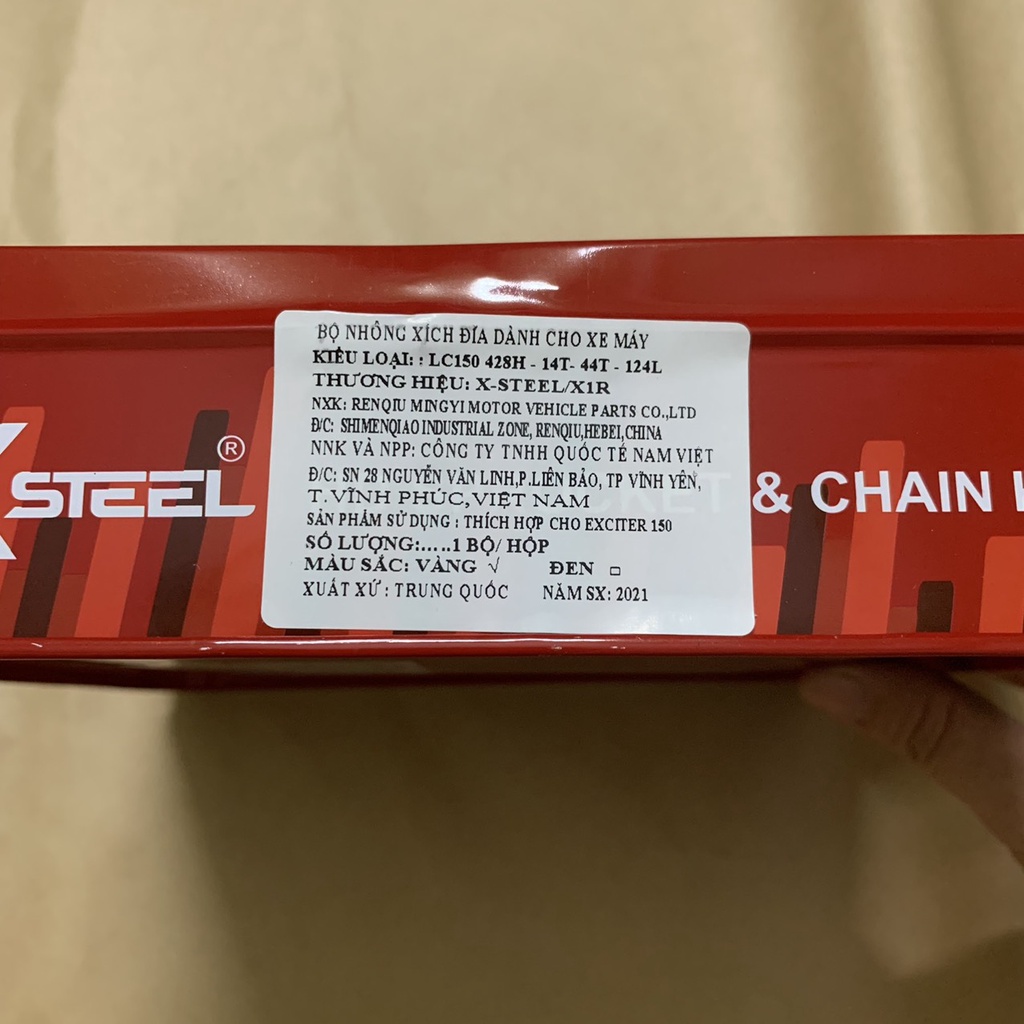 BỘ NHÔNG XÍCH ĐĨA DÀNH CHO XE MÁY
KIỂU LOẠI: : LC150 428H - 14T- 44T - 124L
THƯƠNG HIỆU: X-STEEL/X1R
NXK: RENQIU MINGYI MOTOR VEHICLE PARTS CO.,LTD
Đ/C: SHIMENQIAO INDUSTRIAL ZONE, RENQIU,HEBEI,CHINA
NNK VÀ NPP: CÔNG TY TNHH QUỐC TẾ NAM VIỆT
Đ/C: SN 28 NGUYỄN VĂN LINH,P.LIÊN BẢO, TP VĨNH YÊN,
T.VĨNH PHÚC,VIỆT NAM
SẢN PHẨM SỬ DỤNG : THÍCH HỢP CHO EXCITER 150
SỐ LƯỢNG:.... ..1 BỘ/ HỘP
MÀU SẮC: VÀNG √ ĐEN □
XUẤT XỨ : TRUNG QUỐC NĂM SX: 2021
X STEEL ®
& CHAIN